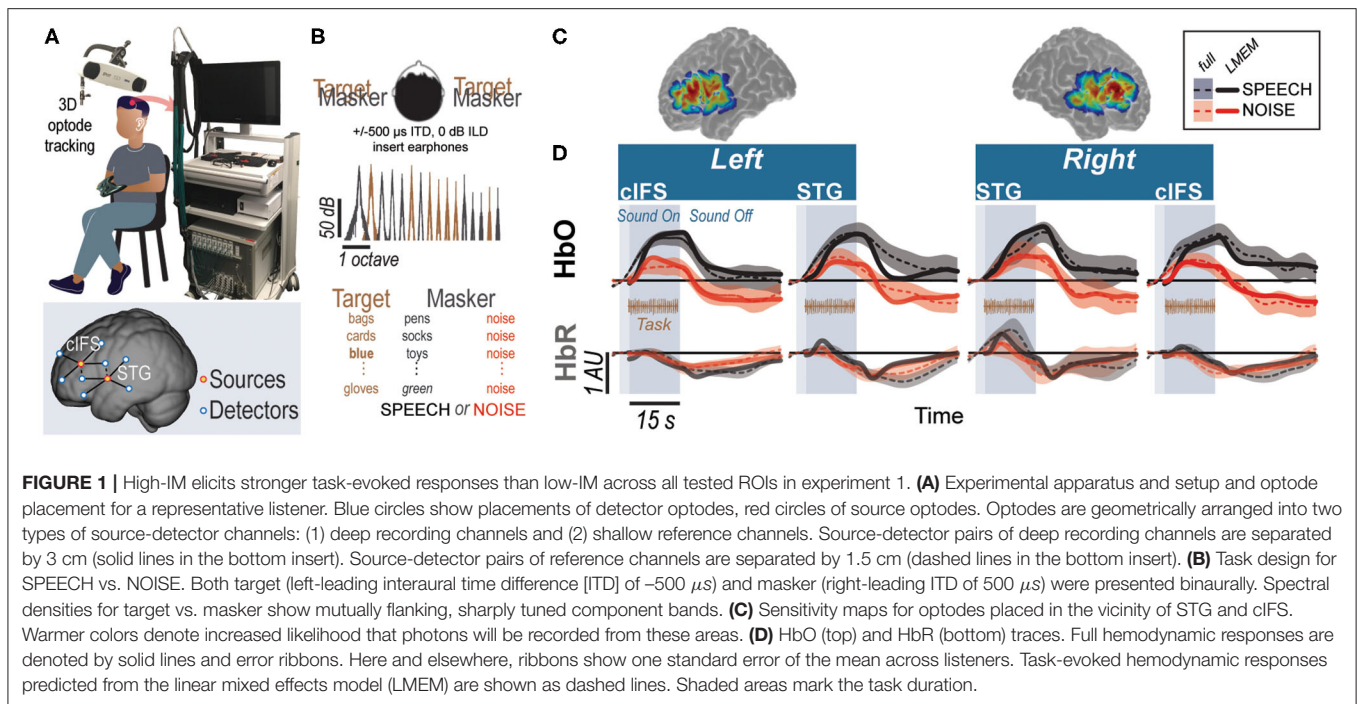 A
3D
optode
tracking
cIFS
STG
Sources
Detectors
B
Target
Masker
Target
Masker
+/-500 µs ITD, 0 dB ILD
insert earphones
50 dB
1 octave
Target Masker
bags pens noise
cards socks noise
blue toys noise
gloves green noise
SPEECH or NOISE
C
full LMEM
SPEECH
NOISE
D
Left Right
cIFS STG STG cIFS
Sound On Sound Off
HbO
Task
HbR
1 AU
15 s
Time
FIGURE 1 | High-IM elicits stronger task-evoked responses than low-IM across all tested ROIs in experiment 1. (A) Experimental apparatus and setup and optode
placement for a representative listener. Blue circles show placements of detector optodes, red circles of source optodes. Optodes are geometrically arranged into two
types of source-detector channels: (1) deep recording channels and (2) shallow reference channels. Source-detector pairs of deep recording channels are separated
by 3 cm (solid lines in the bottom insert). Source-detector pairs of reference channels are separated by 1.5 cm (dashed lines in the bottom insert). (B) Task design for
SPEECH vs. NOISE. Both target (left-leading interaural time difference [ITD] of –500 µs) and masker (right-leading ITD of 500 µs) were presented binaurally. Spectral
densities for target vs. masker show mutually flanking, sharply tuned component bands. (C) Sensitivity maps for optodes placed in the vicinity of STG and cIFS.
Warmer colors denote increased likelihood that photons will be recorded from these areas. (D) HbO (top) and HbR (bottom) traces. Full hemodynamic responses are
denoted by solid lines and error ribbons. Here and elsewhere, ribbons show one standard error of the mean across listeners. Task-evoked hemodynamic responses
predicted from the linear mixed effects model (LMEM) are shown as dashed lines. Shaded areas mark the task duration.